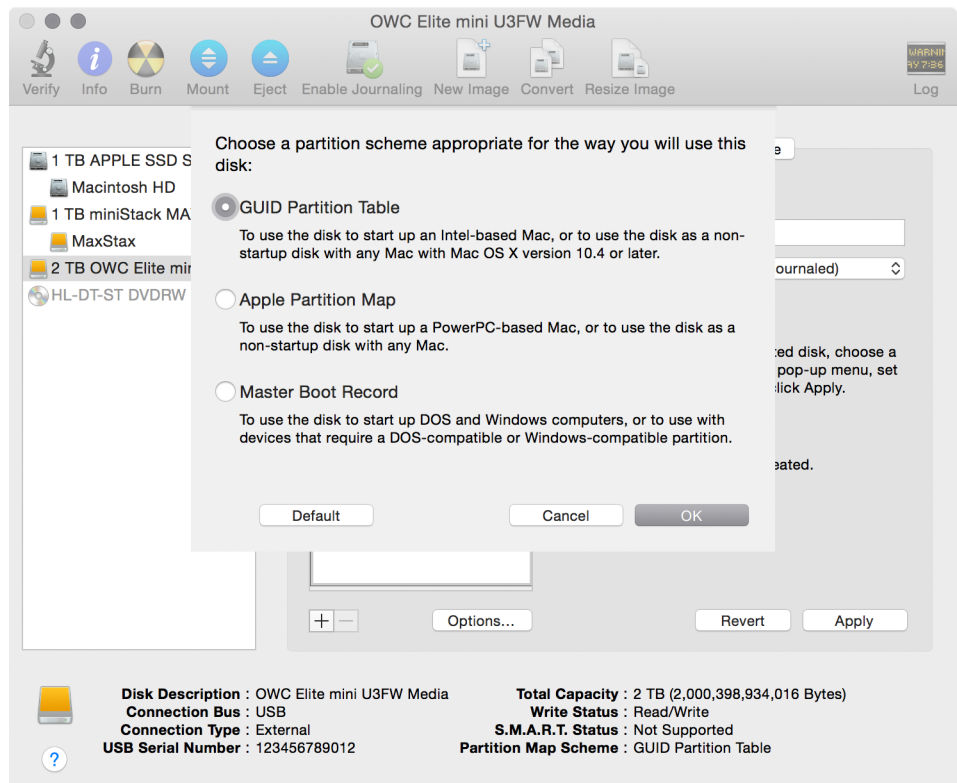 OWC Elite mini U3FW Media
Verify Info Burn Mount Eject Enable Journaling New Image Convert Resize Image Log
WARNIN
AY 7:36
Choose a partition scheme appropriate for the way you will use this
disk:
1 TB APPLE SSD S
Macintosh HD
1 TB miniStack MA
MaxStax
2 TB OWC Elite mir
HL-DT-ST DVDRW
GUID Partition Table
To use the disk to start up an Intel-based Mac, or to use the disk as a non-
startup disk with any Mac with Mac OS X version 10.4 or later.
Apple Partition Map
To use the disk to start up a PowerPC-based Mac, or to use the disk as a
non-startup disk with any Mac.
Master Boot Record
To use the disk to start up DOS and Windows computers, or to use with
devices that require a DOS-compatible or Windows-compatible partition.
Default Cancel OK
e
ournaled)
ted disk, choose a
pop-up menu, set
lick Apply.
eated.
+ − Options... Revert Apply
Disk Description : OWC Elite mini U3FW Media
Connection Bus : USB
Connection Type : External
USB Serial Number : 123456789012
Total Capacity : 2 TB (2,000,398,934,016 Bytes)
Write Status : Read/Write
S.M.A.R.T. Status : Not Supported
Partition Map Scheme : GUID Partition Table
?